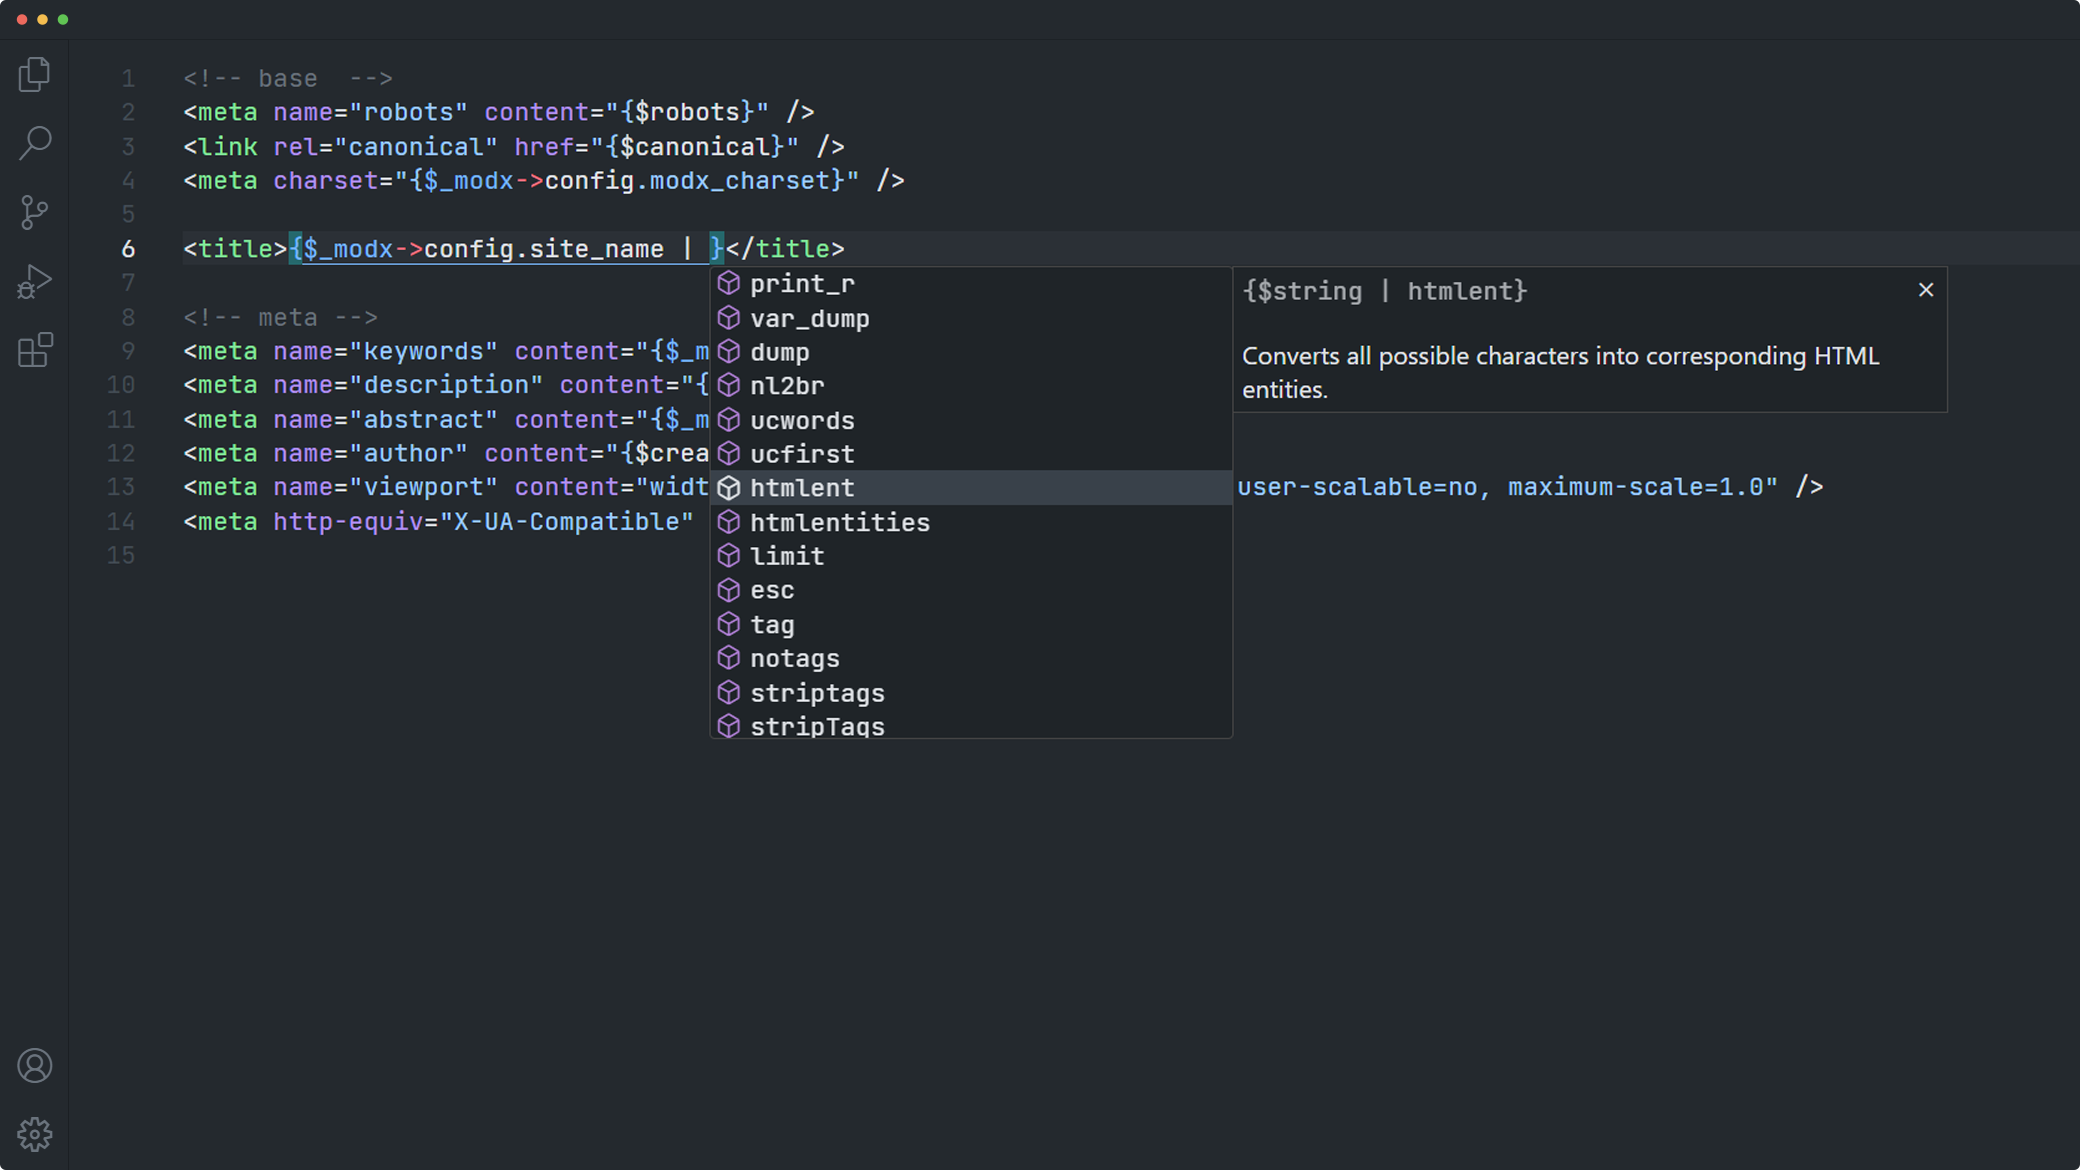 1 <!-- base  -->
2 <meta name="robots" content="{$robots}" />
3 <link rel="canonical" href="{$canonical}" />
4 <meta charset="{$_modx->config.modx_charset}" />
5
6 <title>{$_modx->config.site_name | }</title>
7
8 <!-- meta -->
9 <meta name="keywords" content="{$_m
10 <meta name="description" content="{
11 <meta name="abstract" content="{$_m
12 <meta name="author" content="{$crea
13 <meta name="viewport" content="widt
14 <meta http-equiv="X-UA-Compatible"
15
print_r
var_dump
dump
nl2br
ucwords
ucfirst
htmlent
htmlentities
limit
esc
tag
notags
striptags
stripTags
{$string | htmlent}
Converts all possible characters into corresponding HTML
entities.
user-scalable=no, maximum-scale=1.0" />